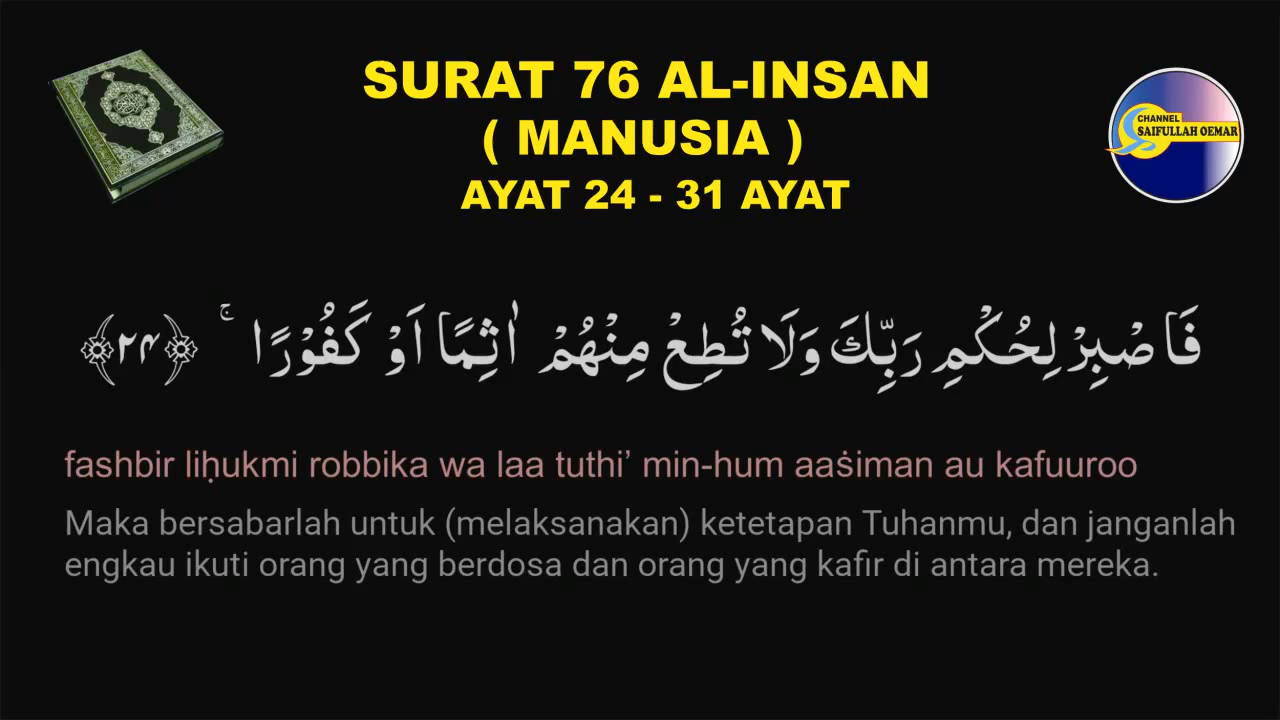 SURAT 76 AL-INSAN
( MANUSIA )
AYAT 24 - 31 AYAT
CHANNEL
SAIFULLAH OEMAR
فَاصْبِرْ لِحُكْمِ رَبِّكَ وَلَا تُطِعْ مِنْهُمْ اٰثِمًا اَوْ كَفُوْرًا ۚ ﴿٢٤﴾
fashbir liḥukmi robbika wa laa tuthi’ min-hum aaṡiman au kafuuroo
Maka bersabarlah untuk (melaksanakan) ketetapan Tuhanmu, dan janganlah
engkau ikuti orang yang berdosa dan orang yang kafir di antara mereka.